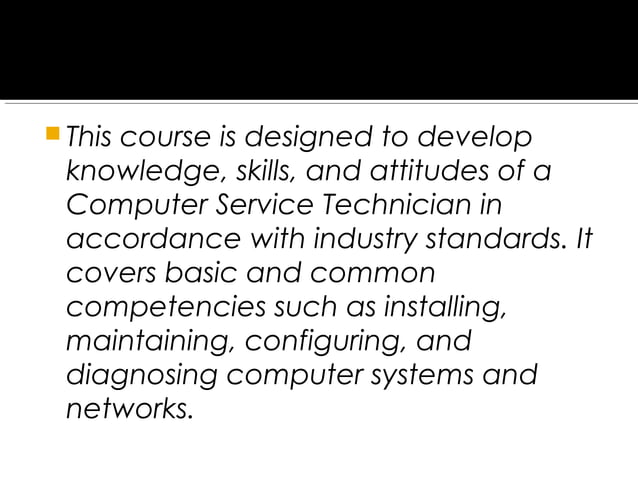 This course is designed to develop
knowledge, skills, and attitudes of a
Computer Service Technician in
accordance with industry standards. It
covers basic and common
competencies such as installing,
maintaining, configuring, and
diagnosing computer systems and
networks.